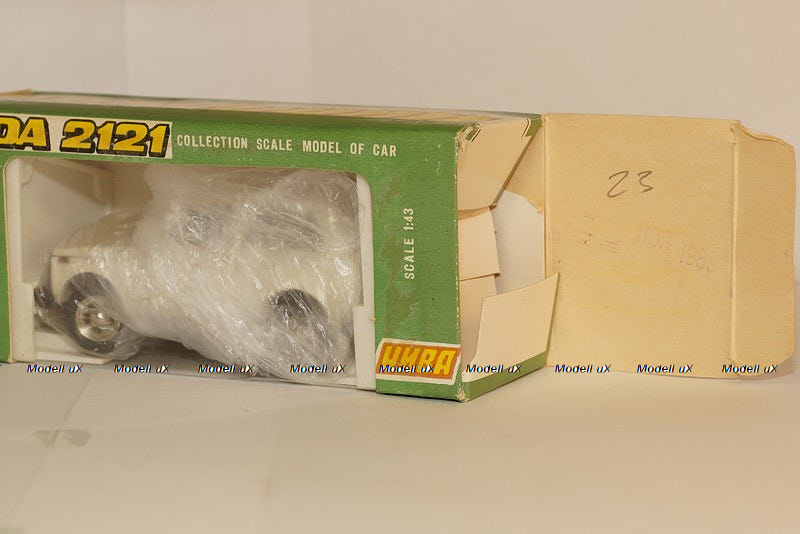 DA 2121
COLLECTION SCALE MODEL OF CAR
SCALE 1:43
НИВА
23
Modell uX Modell uX Modell uX Modell uX Modell uX Modell uX Modell uX Modell uX Modell uX